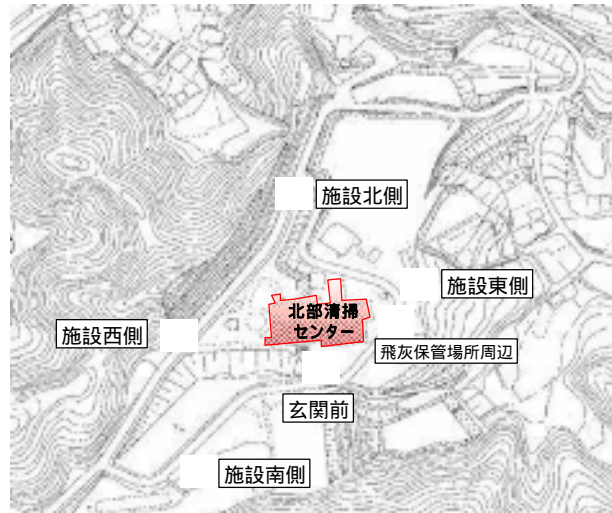 施設北側
施設東側
北部清掃
センター
施設西側
飛灰保管場所周辺
玄関前
施設南側